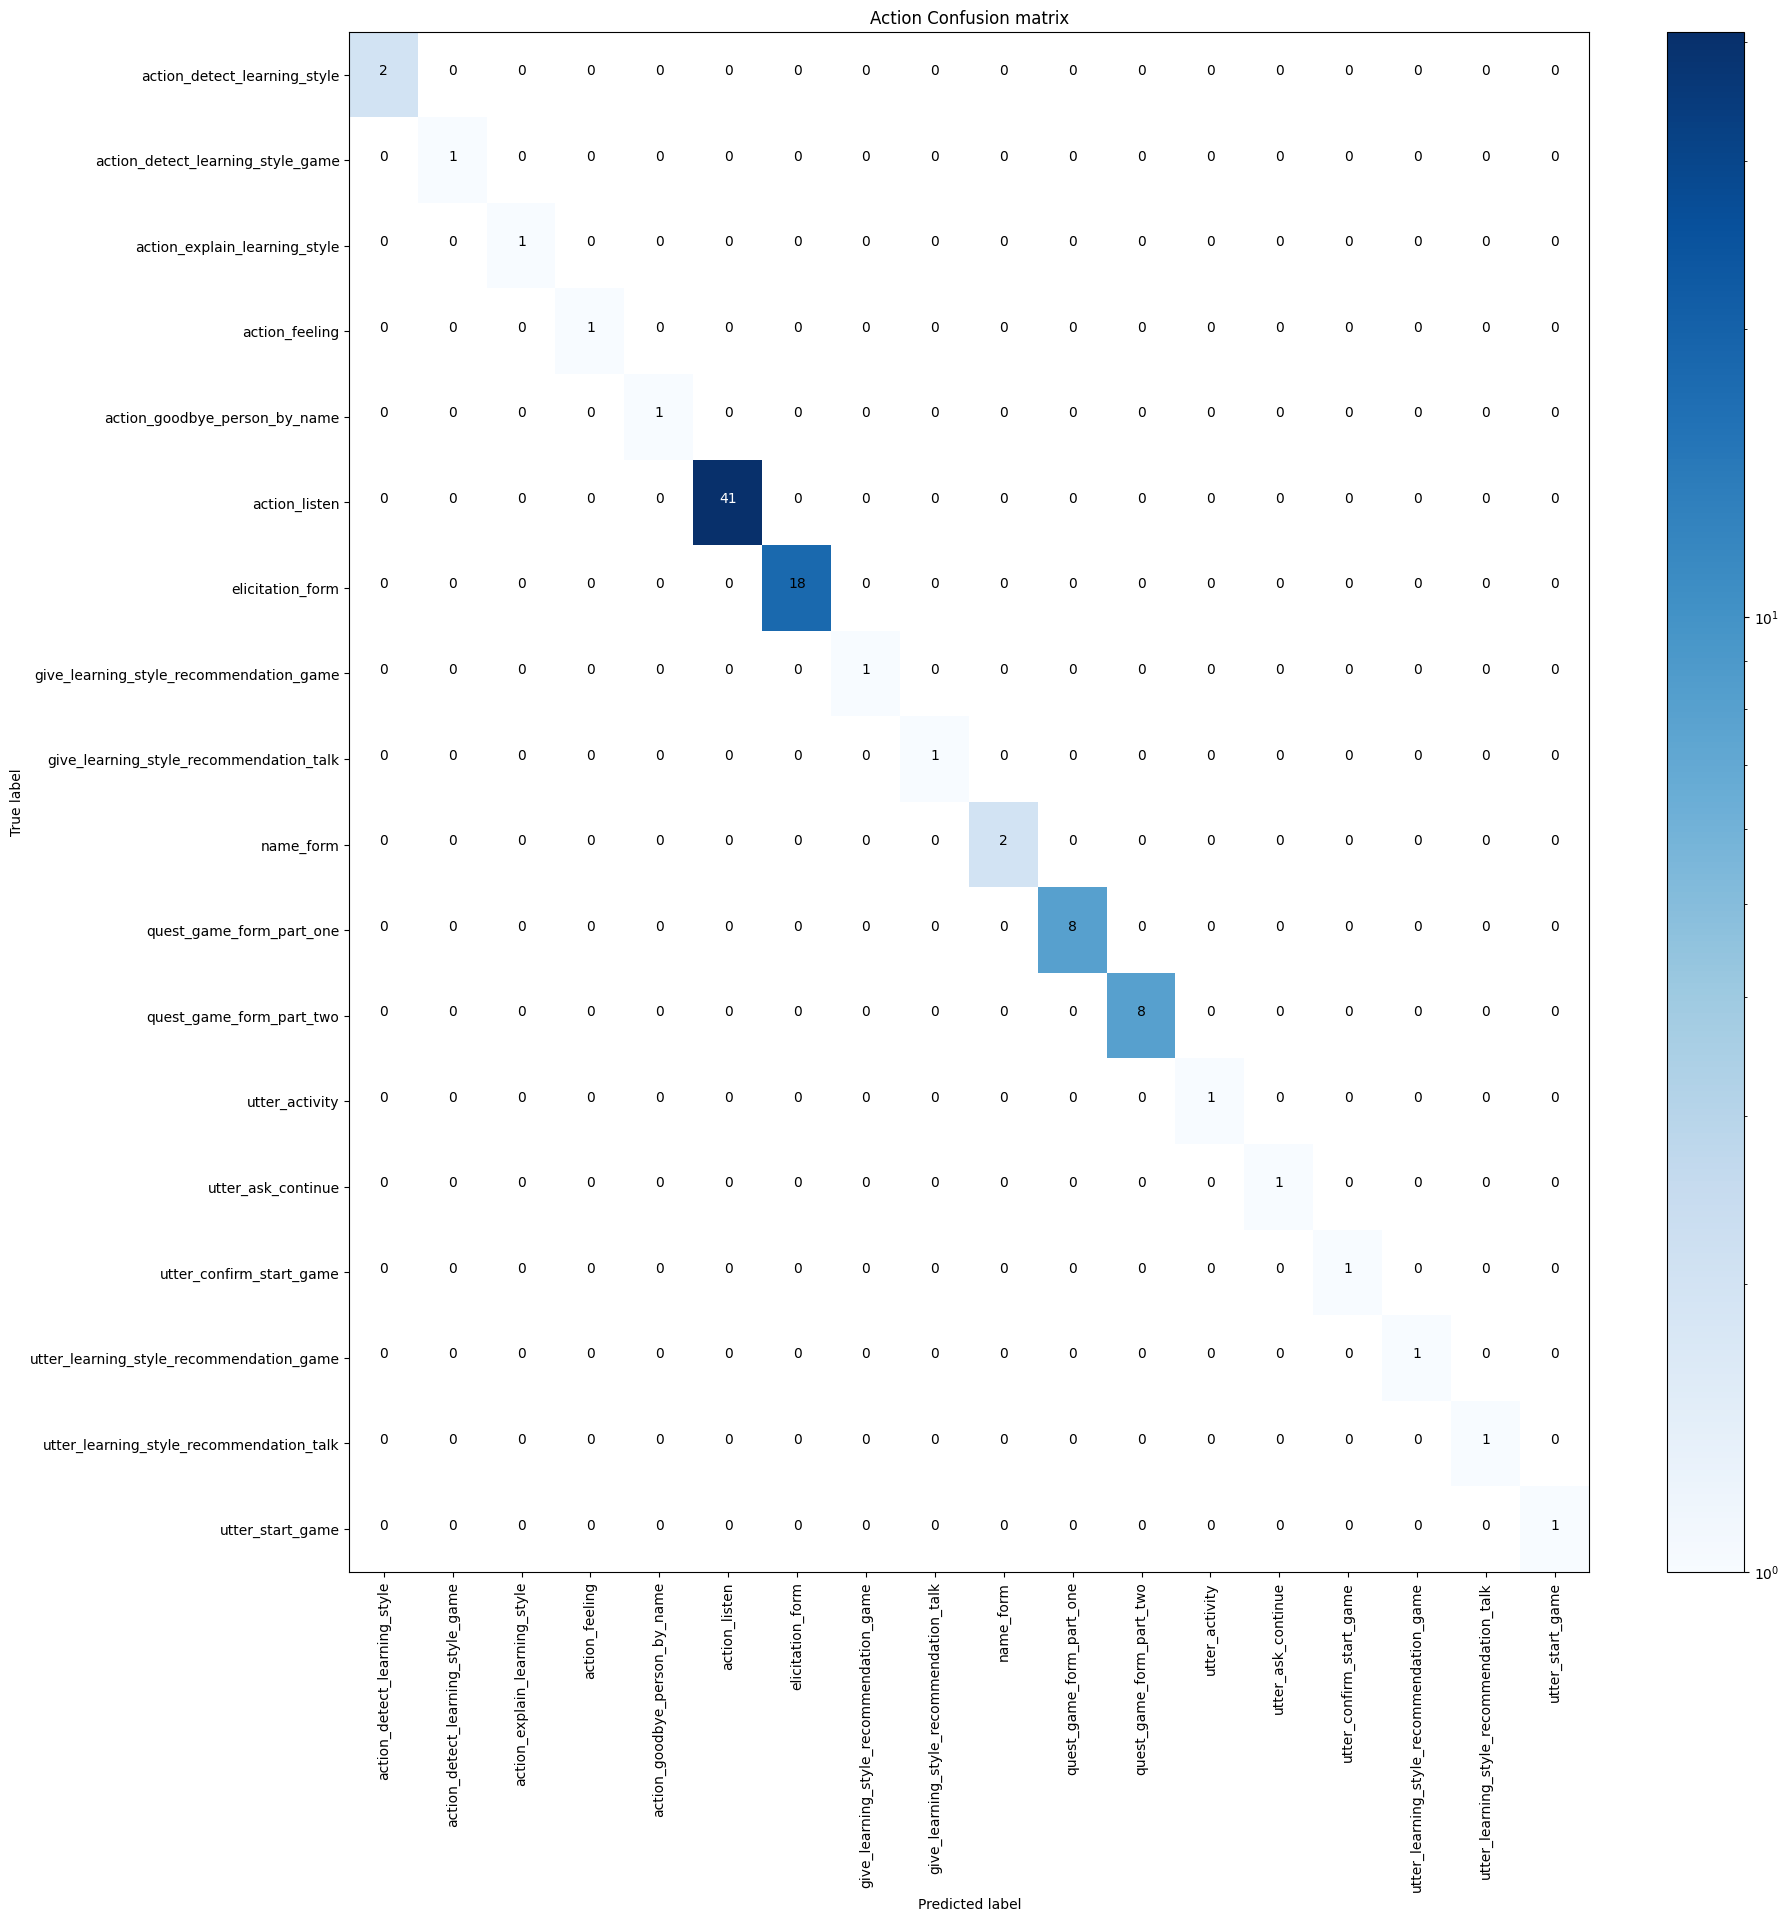 Action Confusion matrix
action_detect_learning_style 2 0 0 0 0 0 0 0 0 0 0 0 0 0 0 0 0 0
action_detect_learning_style_game 0 1 0 0 0 0 0 0 0 0 0 0 0 0 0 0 0 0
action_explain_learning_style 0 0 1 0 0 0 0 0 0 0 0 0 0 0 0 0 0 0
action_feeling 0 0 0 1 0 0 0 0 0 0 0 0 0 0 0 0 0 0
action_goodbye_person_by_name 0 0 0 0 1 0 0 0 0 0 0 0 0 0 0 0 0 0
action_listen 0 0 0 0 0 41 0 0 0 0 0 0 0 0 0 0 0 0
elicitation_form 0 0 0 0 0 0 18 0 0 0 0 0 0 0 0 0 0 0
give_learning_style_recommendation_game 0 0 0 0 0 0 0 1 0 0 0 0 0 0 0 0 0 0
give_learning_style_recommendation_talk 0 0 0 0 0 0 0 0 1 0 0 0 0 0 0 0 0 0
name_form 0 0 0 0 0 0 0 0 0 2 0 0 0 0 0 0 0 0
quest_game_form_part_one 0 0 0 0 0 0 0 0 0 0 8 0 0 0 0 0 0 0
quest_game_form_part_two 0 0 0 0 0 0 0 0 0 0 0 8 0 0 0 0 0 0
utter_activity 0 0 0 0 0 0 0 0 0 0 0 0 1 0 0 0 0 0
utter_ask_continue 0 0 0 0 0 0 0 0 0 0 0 0 0 1 0 0 0 0
utter_confirm_start_game 0 0 0 0 0 0 0 0 0 0 0 0 0 0 1 0 0 0
utter_learning_style_recommendation_game 0 0 0 0 0 0 0 0 0 0 0 0 0 0 0 1 0 0
utter_learning_style_recommendation_talk 0 0 0 0 0 0 0 0 0 0 0 0 0 0 0 0 1 0
utter_start_game 0 0 0 0 0 0 0 0 0 0 0 0 0 0 0 0 0 1
True label
action_detect_learning_style
action_detect_learning_style_game
action_explain_learning_style
action_feeling
action_goodbye_person_by_name
action_listen
elicitation_form
give_learning_style_recommendation_game
give_learning_style_recommendation_talk
name_form
quest_game_form_part_one
quest_game_form_part_two
utter_activity
utter_ask_continue
utter_confirm_start_game
utter_learning_style_recommendation_game
utter_learning_style_recommendation_talk
utter_start_game
Predicted label
10¹
10⁰